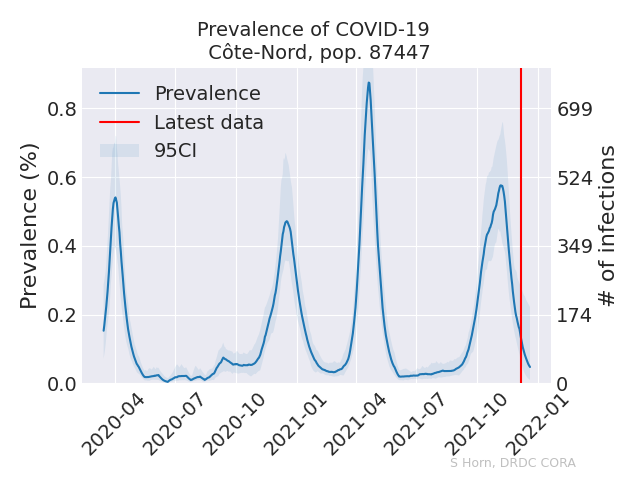 Prevalence of COVID-19
Côte-Nord, pop. 87447
Prevalence
Latest data
95CI
Prevalence (%)
0.8
0.6
0.4
0.2
0.0
699
524
349
174
0
# of infections
2020-04
2020-07
2020-10
2021-01
2021-04
2021-07
2021-10
2022-01
S Horn, DRDC CORA